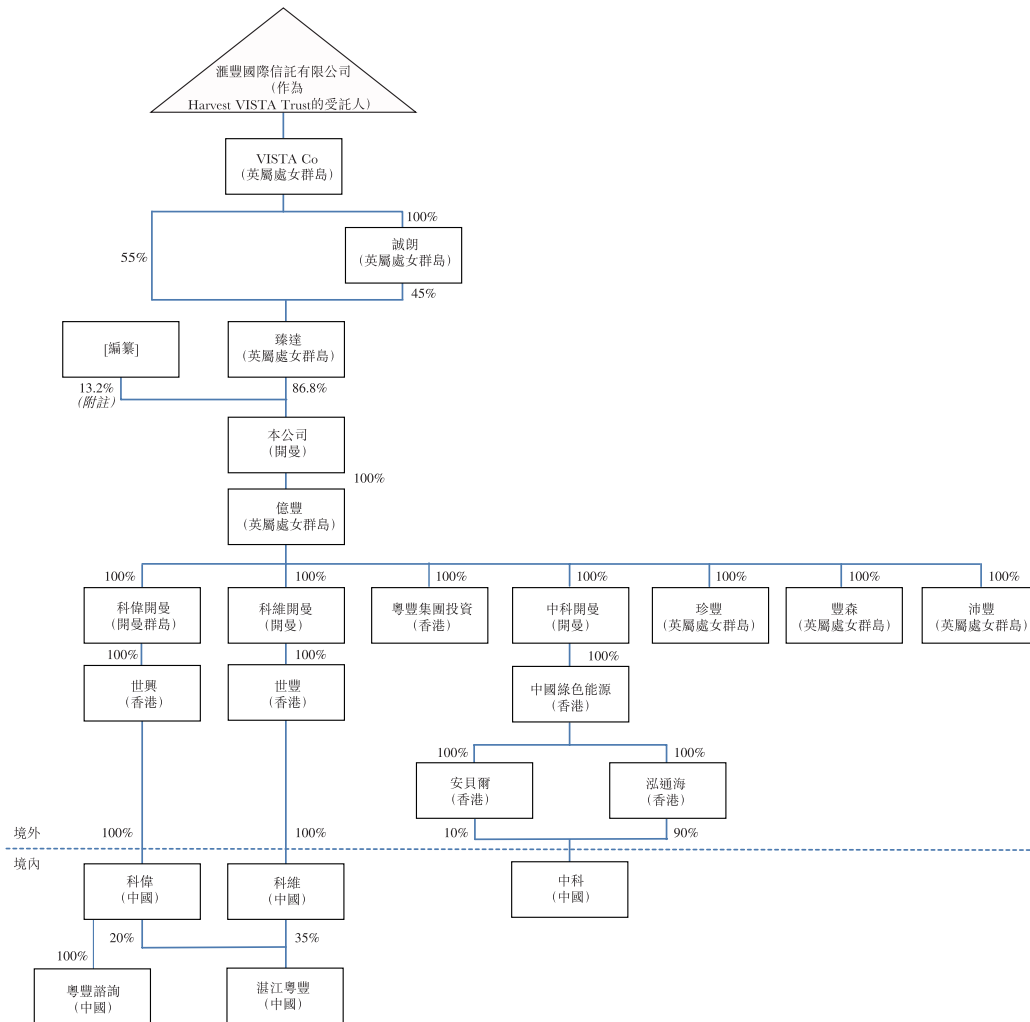 滙豐國際信託有限公司
（作為
Harvest VISTA Trust的受託人）
VISTA Co
（英屬處女群島）
100%
誠朗
（英屬處女群島）
55%
45%
[編纂]
臻達
（英屬處女群島）
13.2%
（附註）
86.8%
本公司
（開曼）
100%
億豐
（英屬處女群島）
100%
100%
100%
100%
100%
100%
100%
科偉開曼
（開曼群島）
科維開曼
（開曼）
粵豐集團投資
（香港）
中科開曼
（開曼）
珍豐
（英屬處女群島）
豐森
（英屬處女群島）
沛豐
（英屬處女群島）
100%
100%
100%
世興
（香港）
世豐
（香港）
中國綠色能源
（香港）
100%
100%
安貝爾
（香港）
泓通海
（香港）
境外
100%
100%
10%
90%
境內
科偉
（中國）
科維
（中國）
中科
（中國）
20%
35%
100%
粵豐諮詢
（中國）
湛江粵豐
（中國）